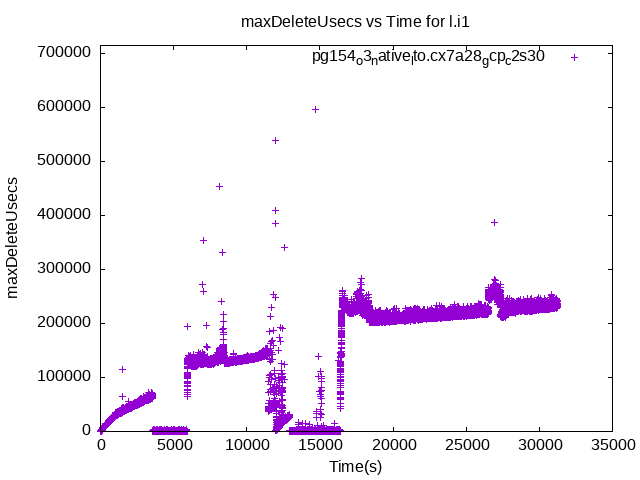 maxDeleteUsecs vs Time for l.i1
pg154_o3_native_lto.cx7a28_gcp_c2s30
700000
600000
500000
400000
300000
200000
100000
0
maxDeleteUsecs
0 5000 10000 15000 20000 25000 30000 35000
Time(s)